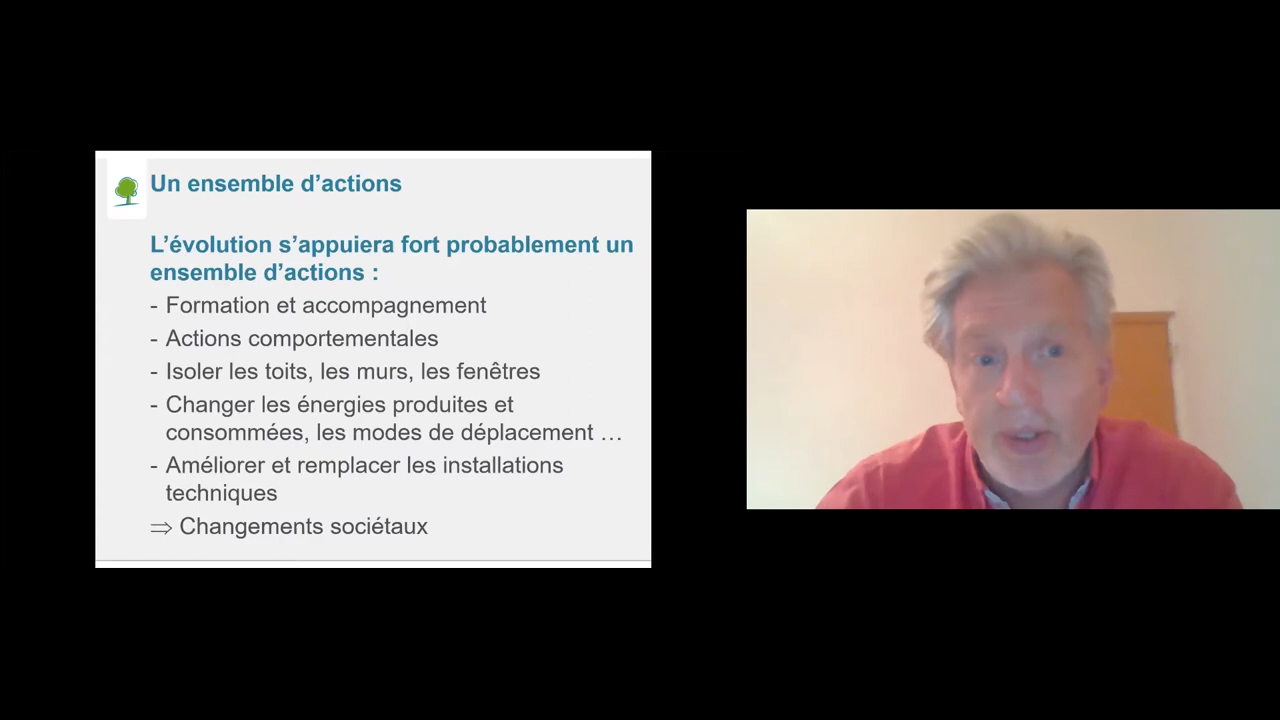 Un ensemble d’actions
L’évolution s’appuiera fort probablement un
ensemble d’actions :
- Formation et accompagnement
- Actions comportementales
- Isoler les toits, les murs, les fenêtres
- Changer les énergies produites et
consommées, les modes de déplacement …
- Améliorer et remplacer les installations
techniques
⇒ Changements sociétaux